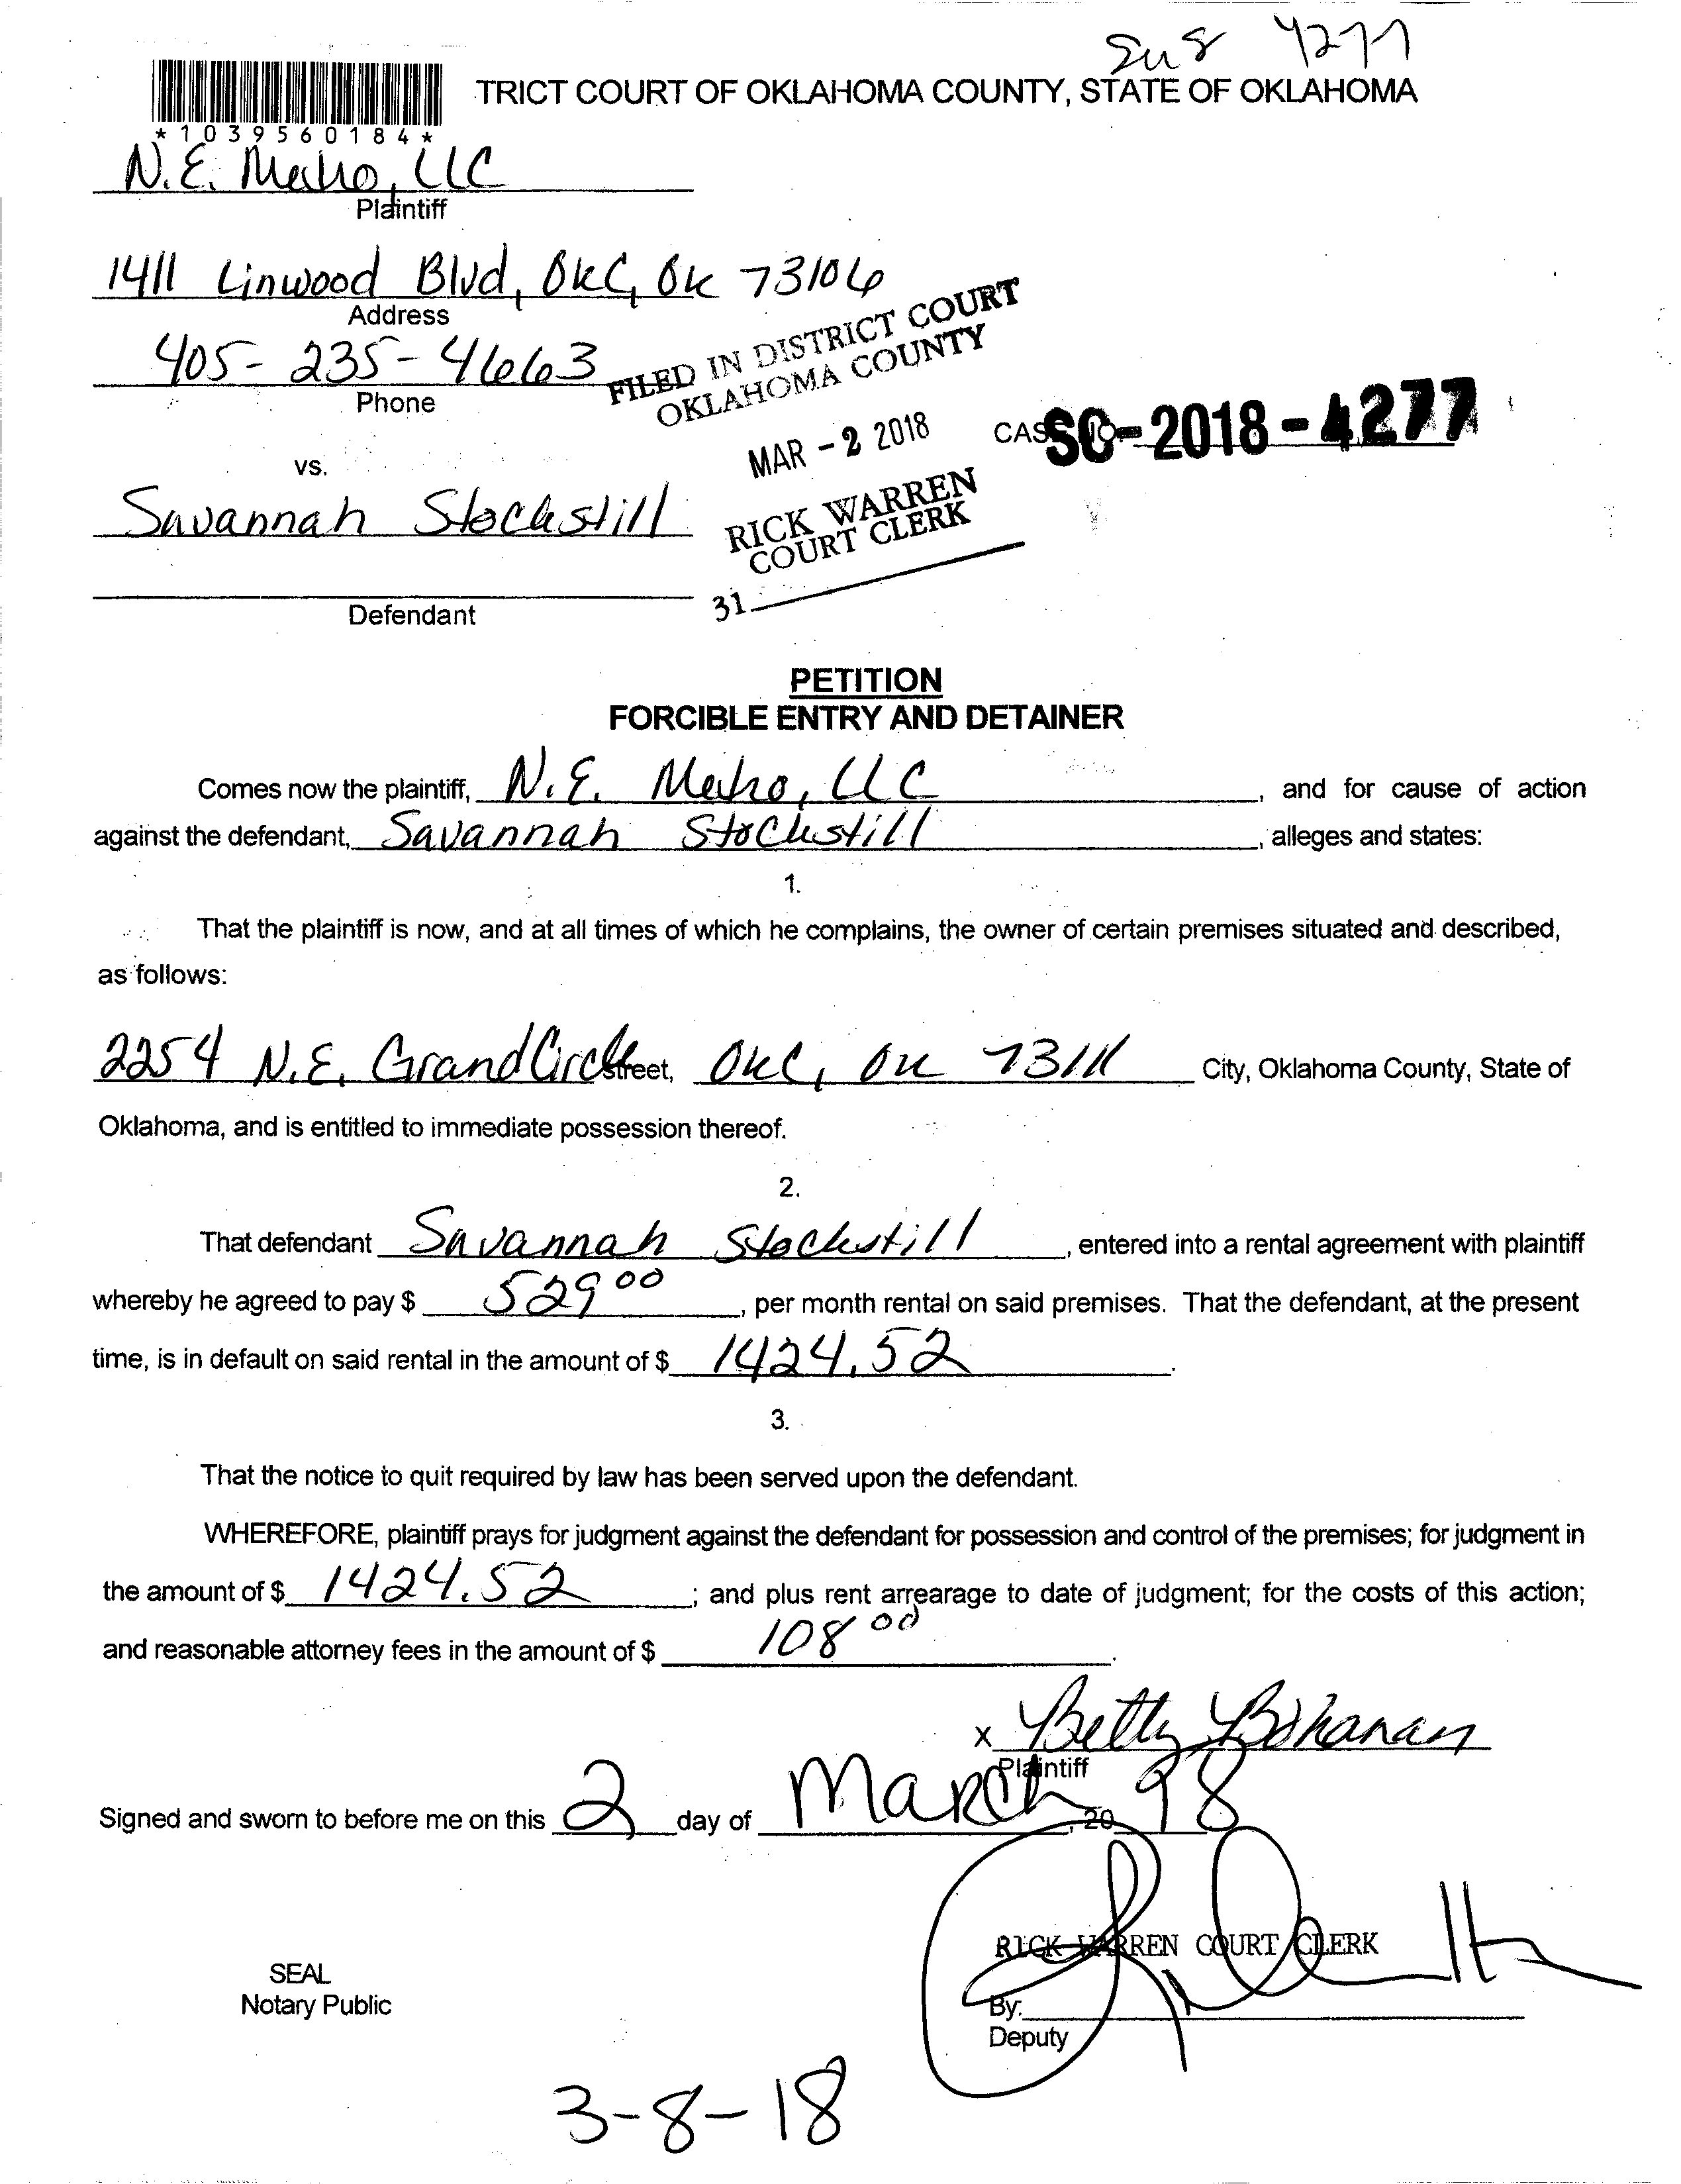 4277
TRICT COURT OF OKLAHOMA COUNTY, STATE OF OKLAHOMA
*1039560184*
N.E. Metro, LLC
Plaintiff
1411 Linwood Blvd, OKC, OK 73106
Address
405-235-4663
Phone
FILED IN DISTRICT COURT
OKLAHOMA COUNTY
MAR - 2 2018
RICK WARREN
COURT CLERK
31
CASE NO SC-2018-4277
vs.
Savannah Stockstill
Defendant
PETITION
FORCIBLE ENTRY AND DETAINER
Comes now the plaintiff, N.E. Metro, LLC, and for cause of action
against the defendant, Savannah Stockstill, alleges and states:
1.
That the plaintiff is now, and at all times of which he complains, the owner of certain premises situated and described,
as follows:
2254 N.E. Grand Circle Street, OKC, OK 73111 City, Oklahoma County, State of
Oklahoma, and is entitled to immediate possession thereof.
2.
That defendant Savannah Stockstill, entered into a rental agreement with plaintiff
whereby he agreed to pay $ 529 00, per month rental on said premises. That the defendant, at the present
time, is in default on said rental in the amount of $ 1424.52.
3.
That the notice to quit required by law has been served upon the defendant.
WHEREFORE, plaintiff prays for judgment against the defendant for possession and control of the premises; for judgment in
the amount of $ 1424.52; and plus rent arrearage to date of judgment; for the costs of this action;
and reasonable attorney fees in the amount of $ 108 00.
X Betty Bohanan
Plaintiff
Signed and sworn to before me on this 2 day of March, 20 18
RICK WARREN COURT CLERK
SEAL
Notary Public
By:
Deputy
3-8-18